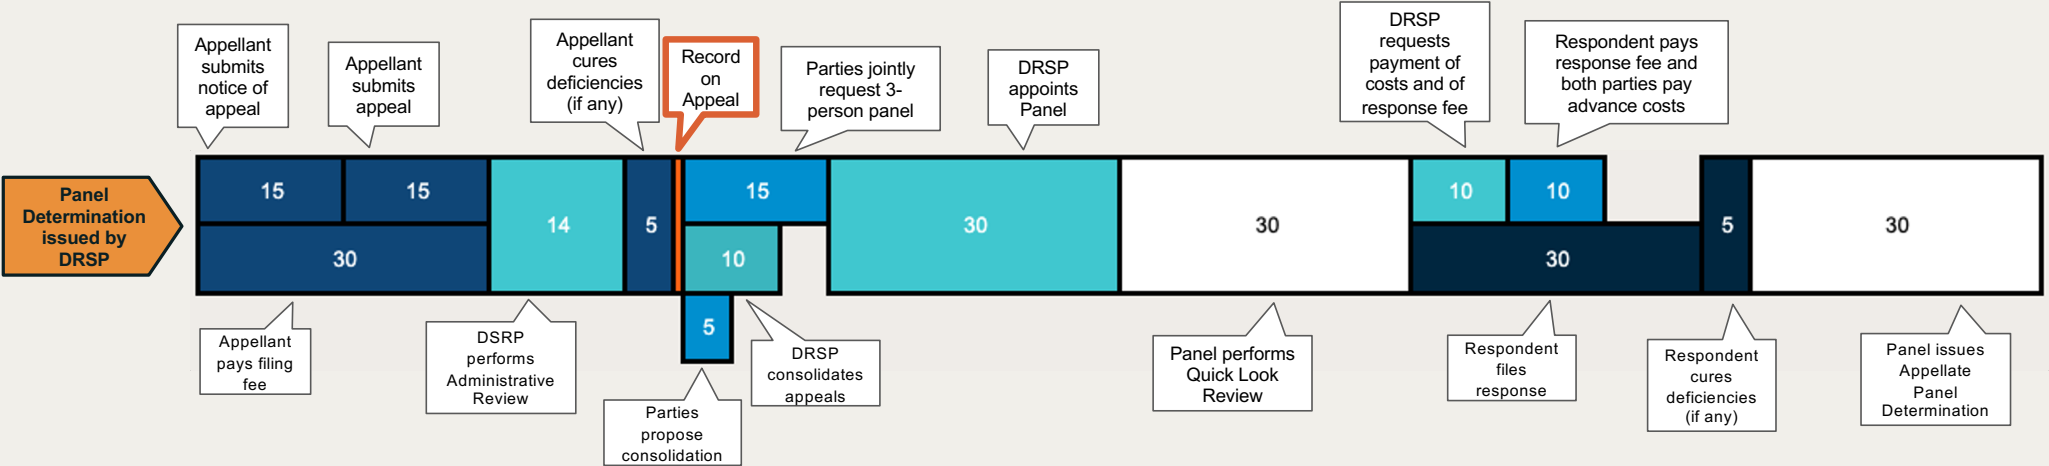 Appellant
submits
notice of
appeal
Appellant
submits
appeal
Appellant
cures
deficiencies
(if any)
Record
on
Appeal
Parties jointly
request 3-
person panel
DRSP
appoints
Panel
DRSP
requests
payment of
costs and of
response fee
Respondent pays
response fee and
both parties pay
advance costs
Panel
Determination
issued by
DRSP
15
15
30
14
5
15
10
5
30
30
10
10
30
5
30
Appellant
pays filing
fee
DSRP
performs
Administrative
Review
Parties
propose
consolidation
DRSP
consolidates
appeals
Panel performs
Quick Look
Review
Respondent
files
response
Respondent
cures
deficiencies
(if any)
Panel issues
Appellate
Panel
Determination